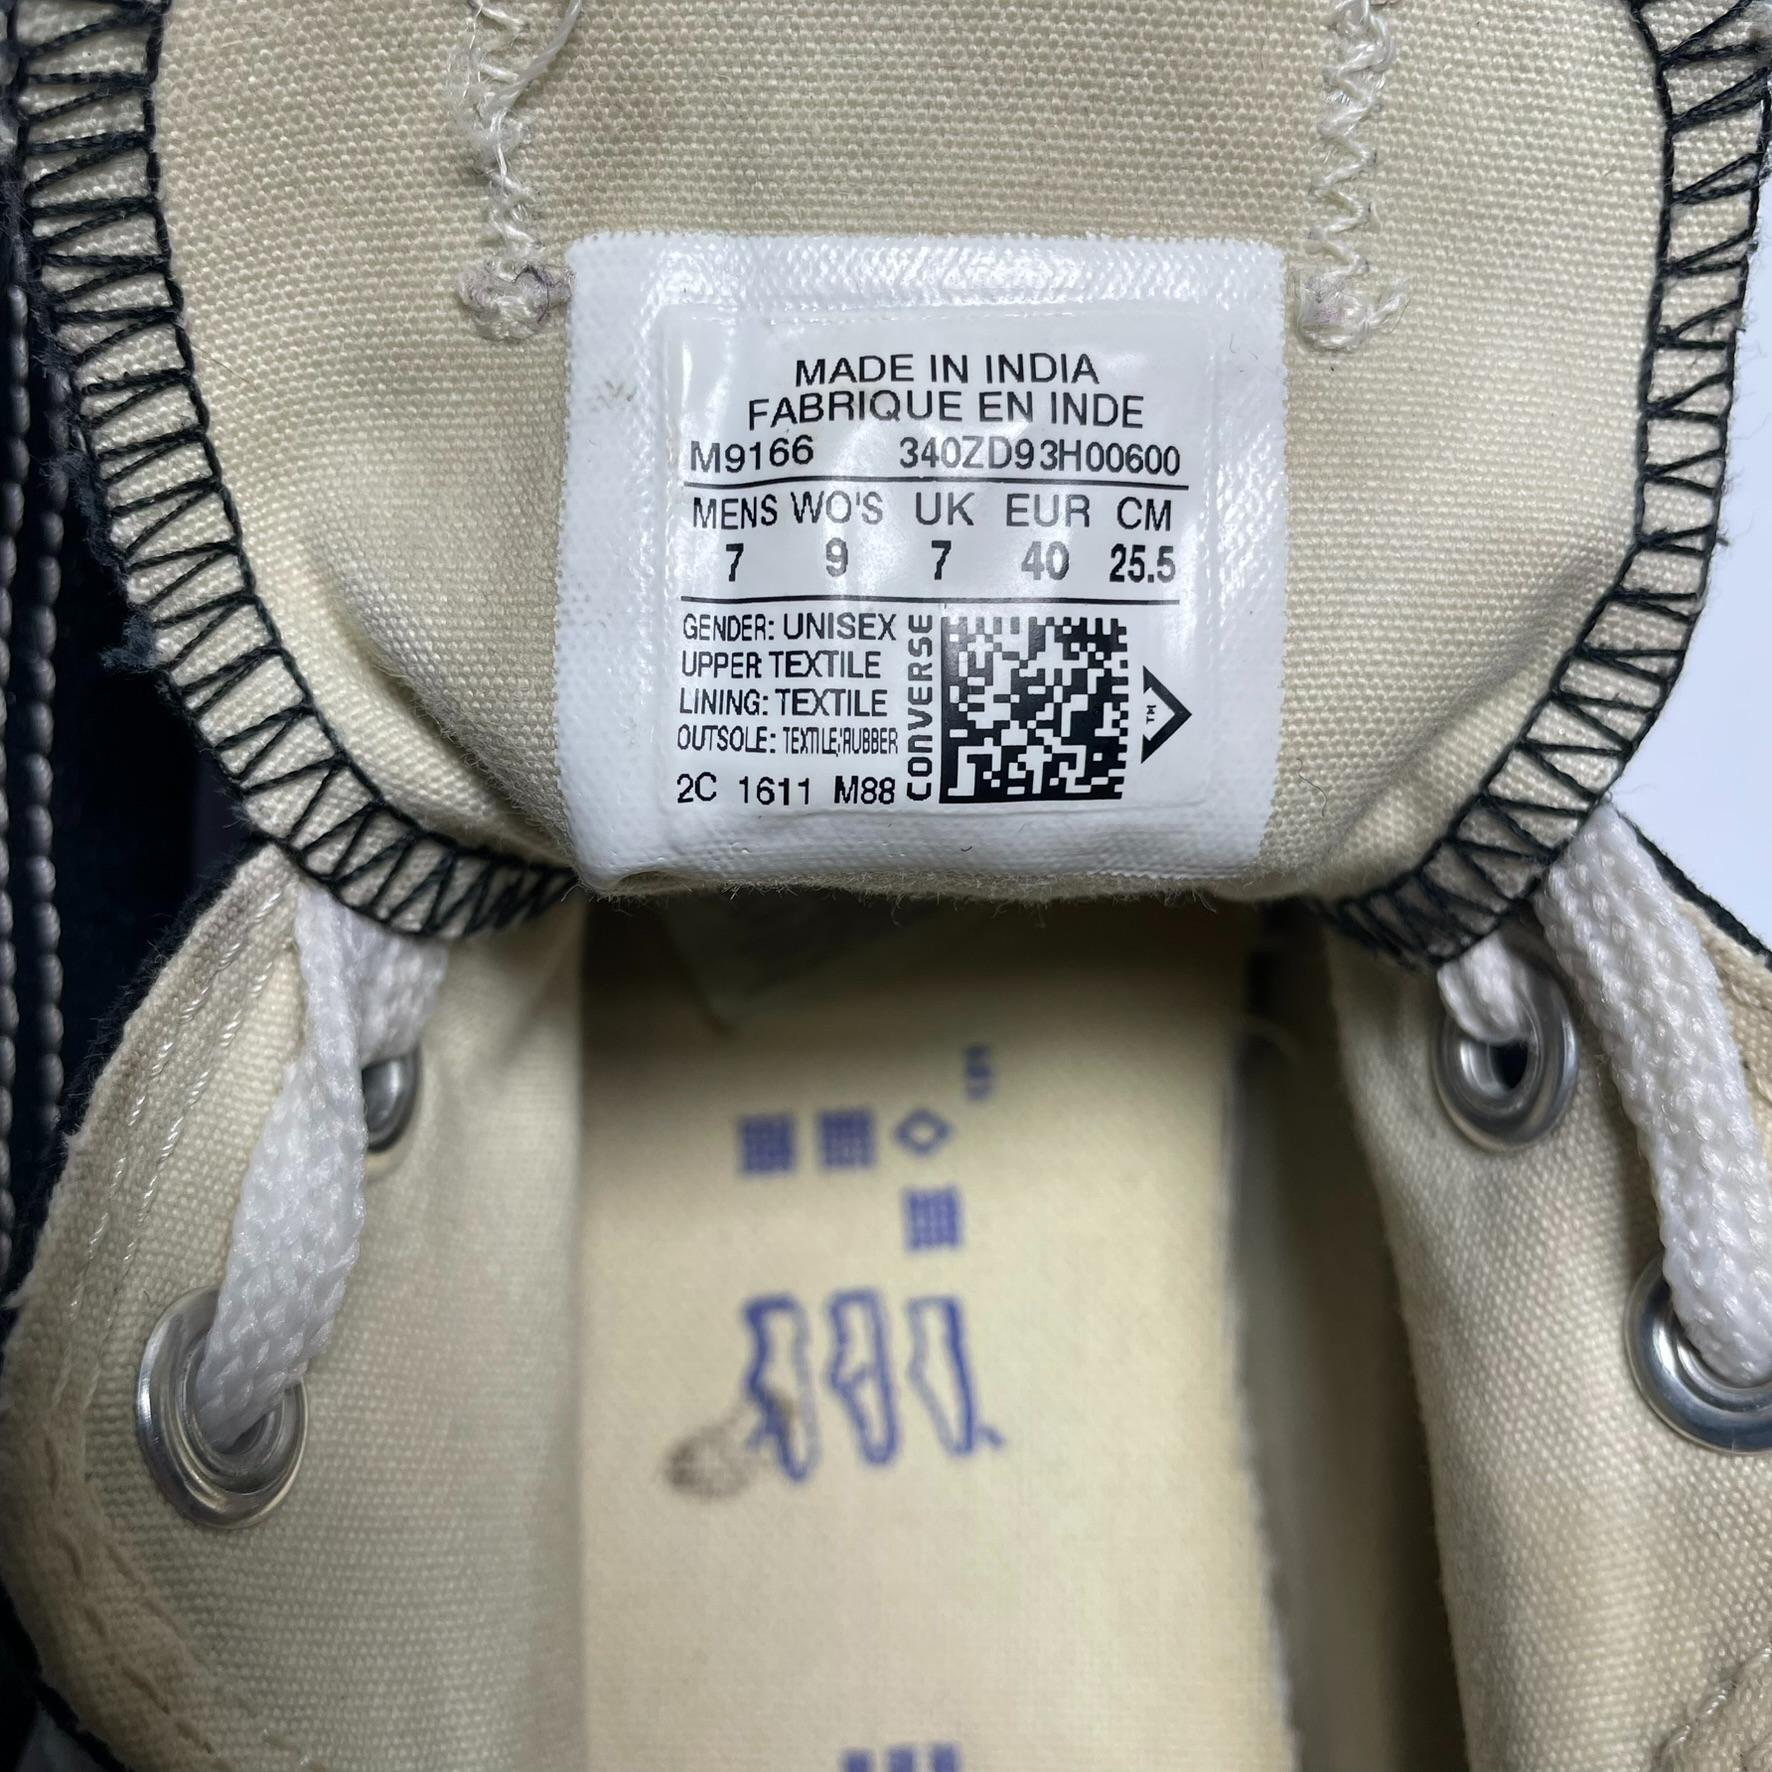 MADE IN INDIA
FABRIQUE EN INDE
M9166 340ZD93H00600
MENS WO'S UK EUR CM
7 9 7 40 25.5
GENDER: UNISEX
UPPER TEXTILE
LINING: TEXTILE
OUTSOLE: TEXTILE/RUBBER
2C 1611 M88
CONVERSE
TM